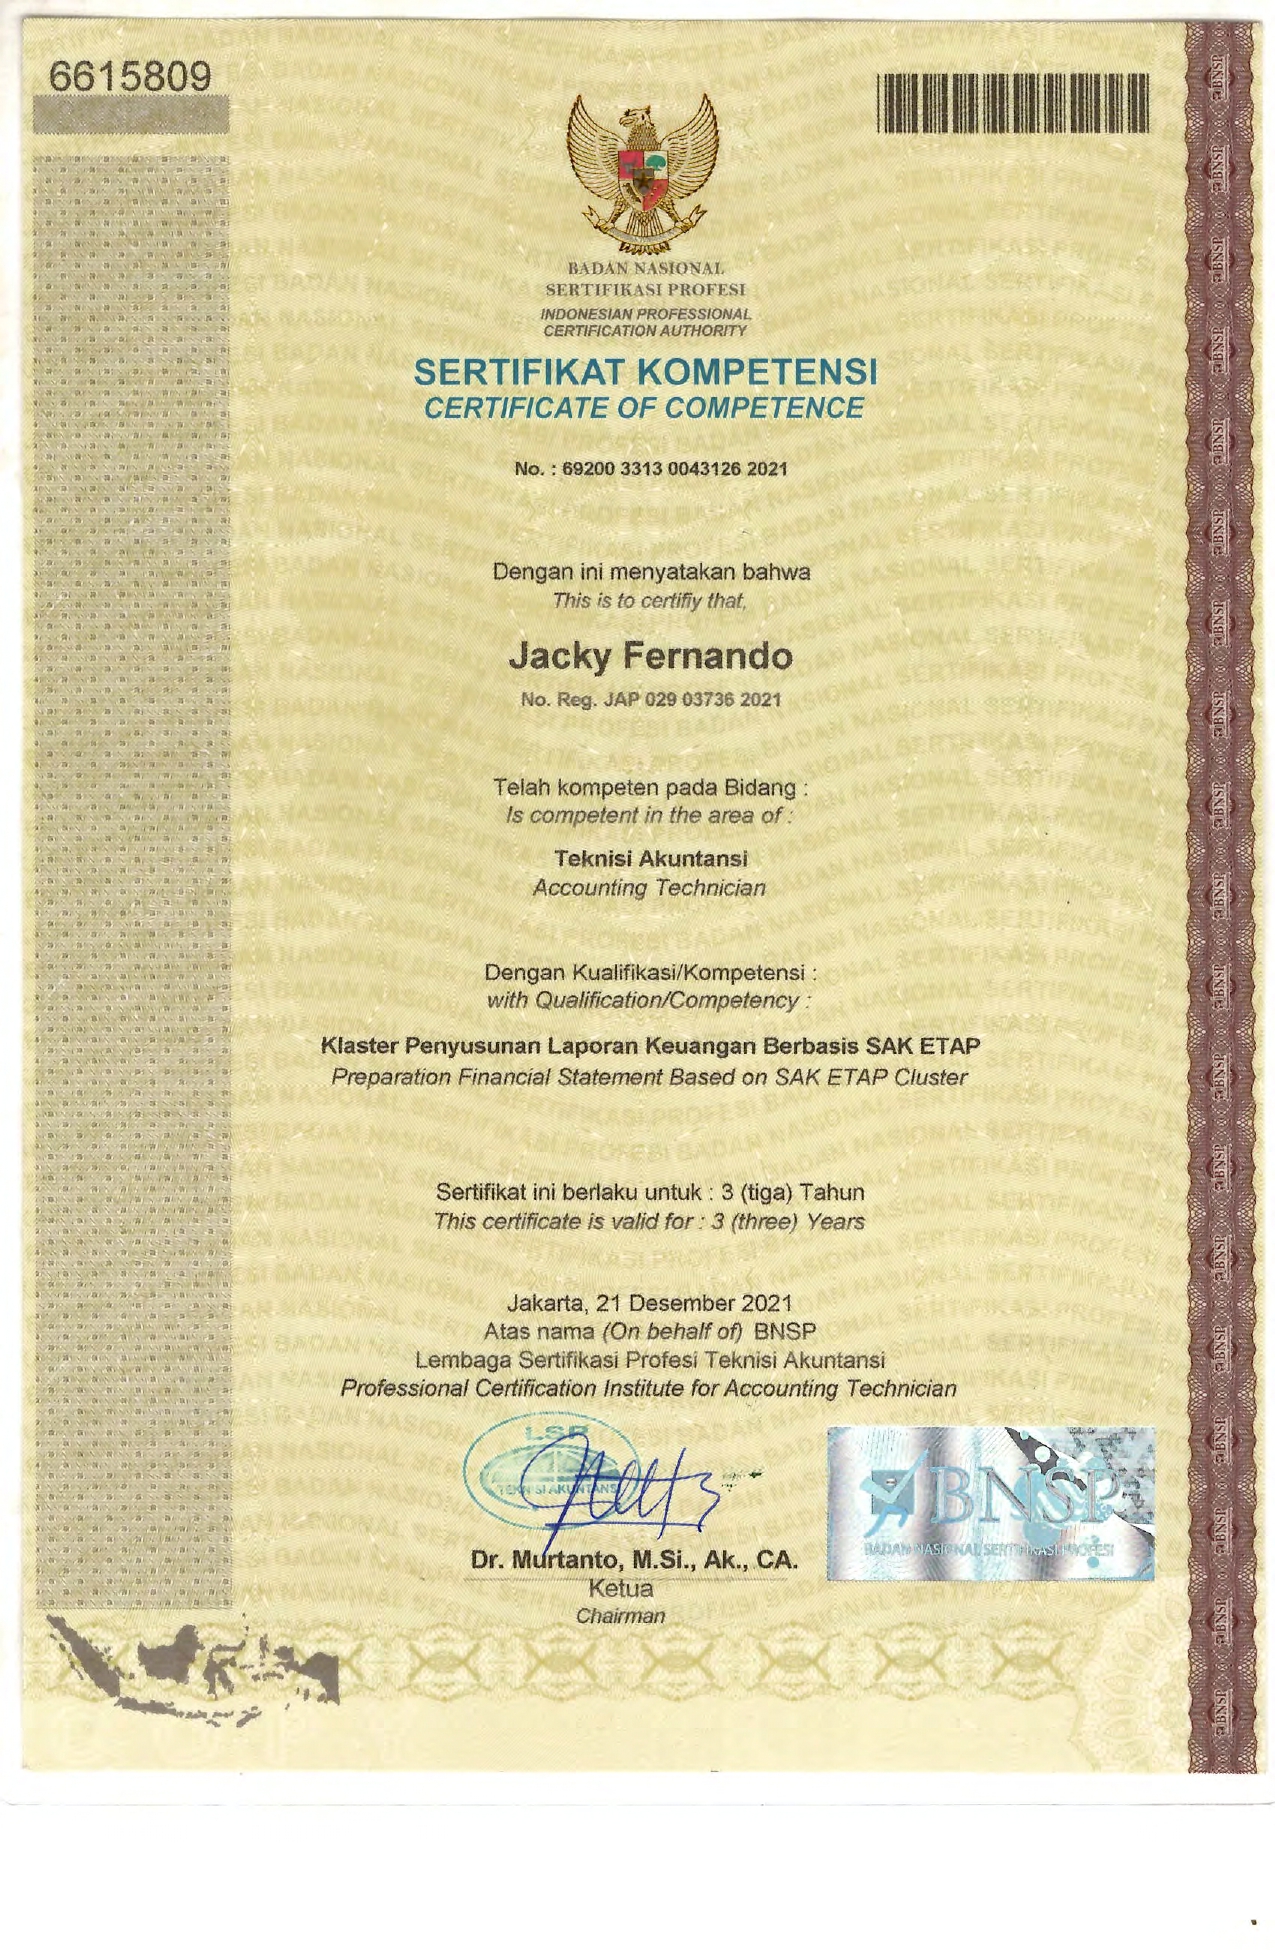 6615809
BADAN NASIONAL
SERTIFIKASI PROFESI
INDONESIAN PROFESSIONAL
CERTIFICATION AUTHORITY
SERTIFIKAT KOMPETENSI
CERTIFICATE OF COMPETENCE
No. : 69200 3313 0043126 2021
Dengan ini menyatakan bahwa
This is to certifiy that,
Jacky Fernando
No. Reg. JAP 029 03736 2021
Telah kompeten pada Bidang :
Is competent in the area of :
Teknisi Akuntansi
Accounting Technician
Dengan Kualifikasi/Kompetensi :
with Qualification/Competency :
Klaster Penyusunan Laporan Keuangan Berbasis SAK ETAP
Preparation Financial Statement Based on SAK ETAP Cluster
Sertifikat ini berlaku untuk : 3 (tiga) Tahun
This certificate is valid for : 3 (three) Years
Jakarta, 21 Desember 2021
Atas nama (On behalf of) BNSP
Lembaga Sertifikasi Profesi Teknisi Akuntansi
Professional Certification Institute for Accounting Technician
LSP
TEKNISI AKUNTANSI
BNSP
BADAN NASIONAL SERTIFIKASI PROFESI
Dr. Murtanto, M.Si., Ak., CA.
Ketua
Chairman